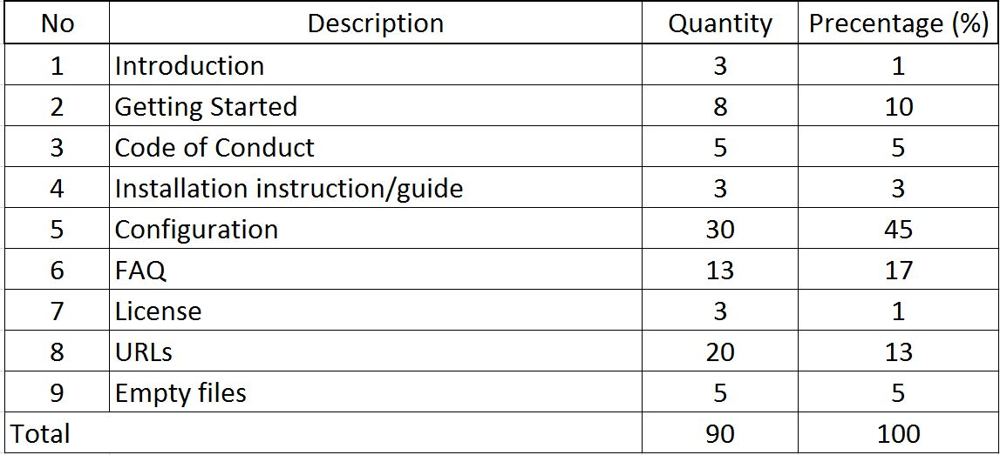 No Description Quantity Precentage (%)
1 Introduction 3 1
2 Getting Started 8 10
3 Code of Conduct 5 5
4 Installation instruction/guide 3 3
5 Configuration 30 45
6 FAQ 13 17
7 License 3 1
8 URLs 20 13
9 Empty files 5 5
Total 90 100